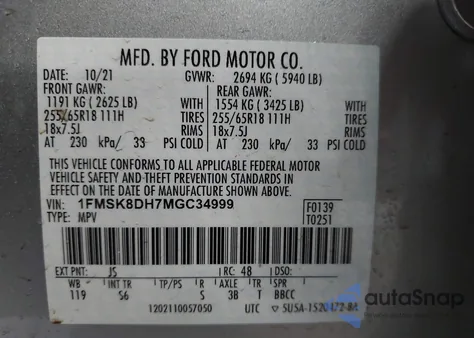 MFD. BY FORD MOTOR CO.
DATE: 10/21 GVWR: 2694 KG (5940 LB)
FRONT GAWR: REAR GAWR:
1191 KG (2625 LB) WITH 1554 KG (3425 LB) WITH
255/65R18 111H TIRES 255/65R18 111H TIRES
18x7.5J RIMS 18x7.5J RIMS
AT 230 kPa/ 33 PSI COLD AT 230 kPa/ 33 PSI COLD
THIS VEHICLE CONFORMS TO ALL APPLICABLE FEDERAL MOTOR
VEHICLE SAFETY AND THEFT PREVENTION STANDARDS IN
EFFECT ON THE DATE OF MANUFACTURE SHOWN ABOVE.
VIN: 1FMSK8DH7MGC34999 F0139
TYPE: MPV T0251
EXT PNT: JS RC: 48 DSO:
WB INT TR TP/PS R AXLE TR SPR
119 S6 S 3B T BBCC
1202110057050 UTC 5U5A-1520472-BA
autoSnap